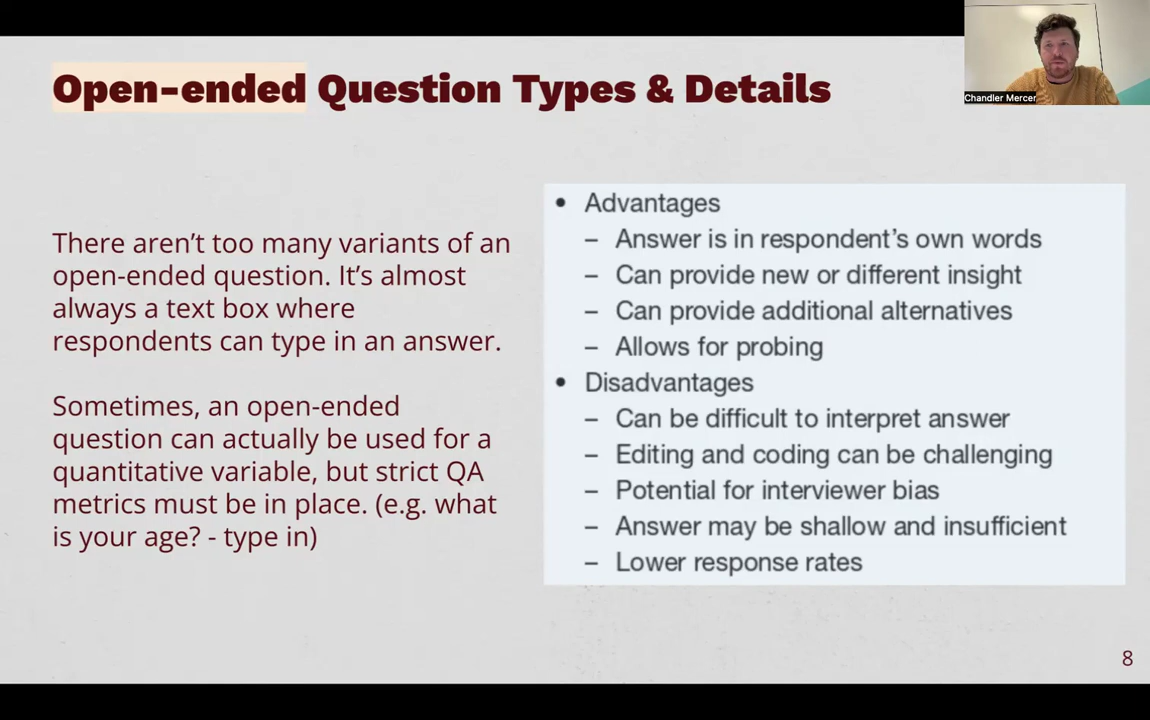 Open-ended Question Types & Details
Chandler Mercer
There aren't too many variants of an
open-ended question. It's almost
always a text box where
respondents can type in an answer.
Sometimes, an open-ended
question can actually be used for a
quantitative variable, but strict QA
metrics must be in place. (e.g. what
is your age? - type in)
• Advantages
– Answer is in respondent's own words
– Can provide new or different insight
– Can provide additional alternatives
– Allows for probing
• Disadvantages
– Can be difficult to interpret answer
– Editing and coding can be challenging
– Potential for interviewer bias
– Answer may be shallow and insufficient
– Lower response rates
8